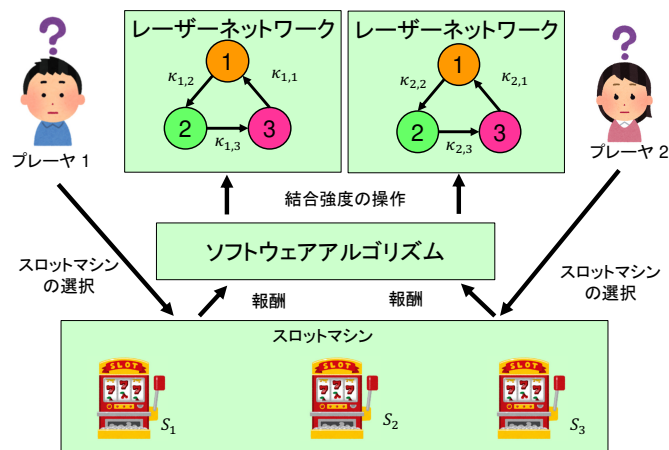 レーザーネットワーク
レーザーネットワーク
?
1
κ1,2
κ1,1
2
3
κ1,3
1
κ2,2
κ2,1
2
3
κ2,3
?
プレーヤ 1
プレーヤ 2
結合強度の操作
ソフトウェアアルゴリズム
スロットマシン
の選択
スロットマシン
の選択
報酬
報酬
スロットマシン
SLOT
777
S1
SLOT
777
S2
SLOT
777
S3